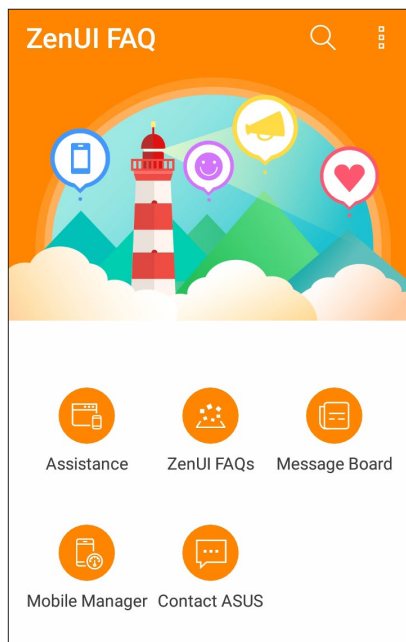 ZenUI FAQ
Assistance
ZenUI FAQs
Message Board
Mobile Manager
Contact ASUS